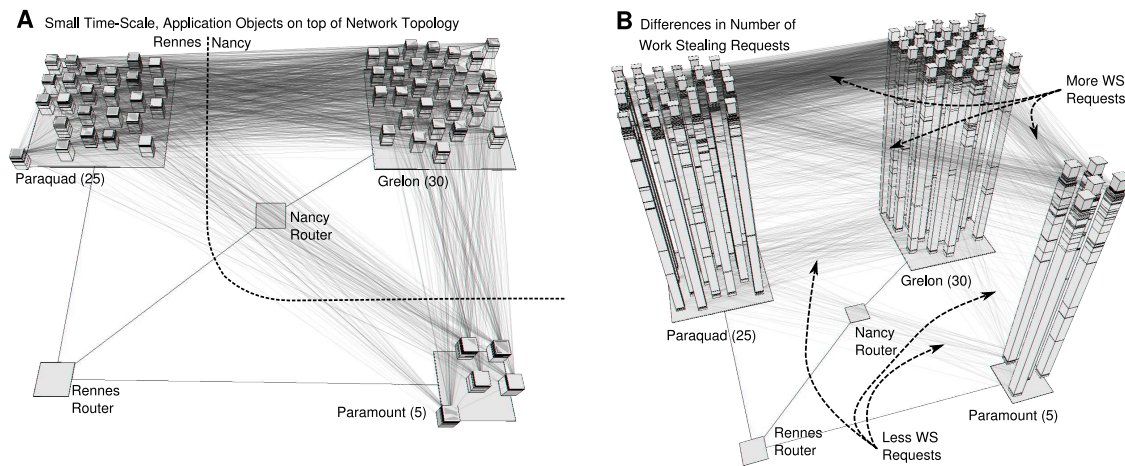 A Small Time-Scale, Application Objects on top of Network Topology
Rennes Nancy
Paraquad (25)
Grelon (30)
Nancy
Router
Rennes
Router
Paramount (5)
B Differences in Number of
Work Stealing Requests
More WS
Requests
Grelon (30)
Paraquad (25)
Nancy
Router
Paramount (5)
Rennes
Router
Less WS
Requests